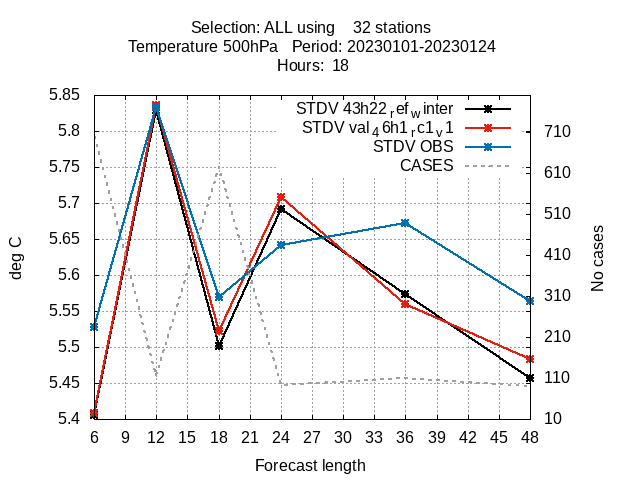 Selection: ALL using    32 stations
Temperature 500hPa   Period: 20230101-20230124
Hours:  18
5.85
5.8
5.75
5.7
5.65
5.6
5.55
5.5
5.45
5.4
deg C
STDV 43h22refwinter
STDV val46h1rc1v1
STDV OBS
CASES
710
610
510
410
310
210
110
10
No cases
6 9 12 15 18 21 24 27 30 33 36 39 42 45 48
Forecast length